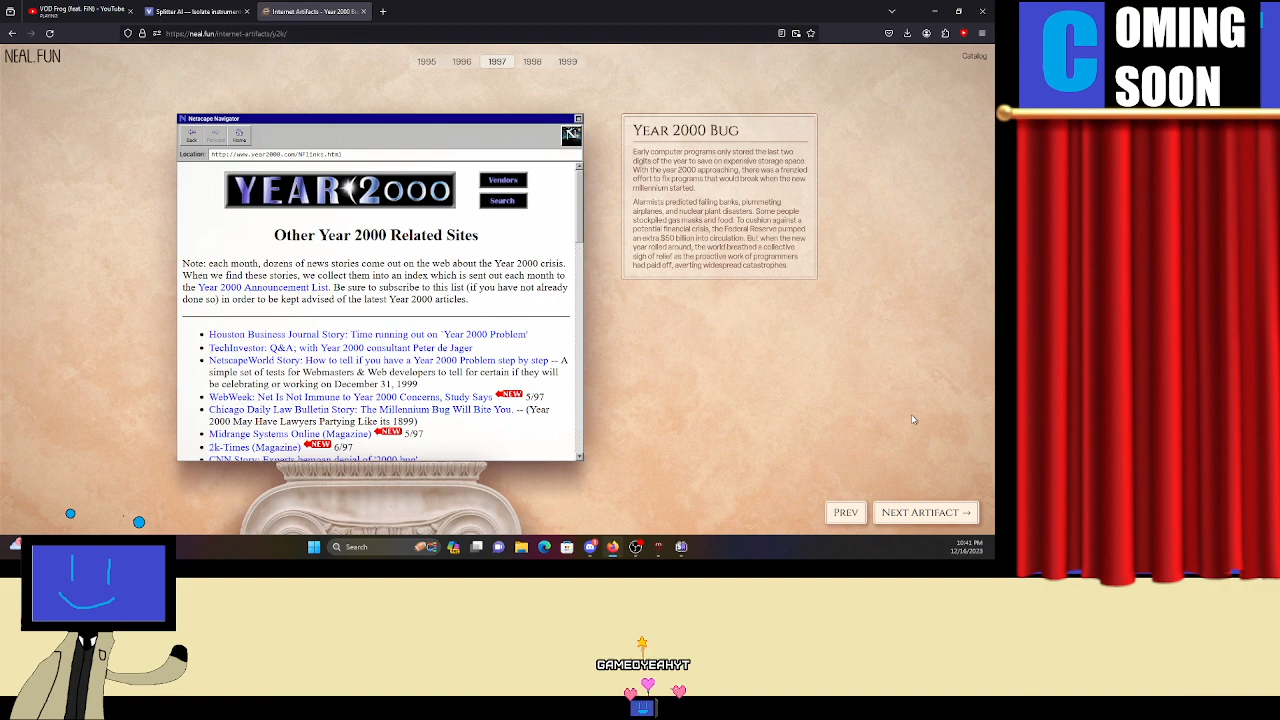 VOD Frog (feat. FIN) - YouTube
PLAYING
Splitter AI — Isolate instrument
Internet Artifacts - Year 2000 B
https://neal.fun/internet-artifacts/y2k/
NEAL.FUN
1995 1996 1997 1998 1999
Catalog
Netscape Navigator
Back Forward Home
Location: http://www.year2000.com/NFlinks.html
YEAR 2000
Vendors
Search
Other Year 2000 Related Sites
Note: each month, dozens of news stories come out on the web about the Year 2000 crisis.
When we find these stories, we collect them into an index which is sent out each month to
the Year 2000 Announcement List. Be sure to subscribe to this list (if you have not already
done so) in order to be kept advised of the latest Year 2000 articles.
Houston Business Journal Story: Time running out on `Year 2000 Problem'
TechInvestor: Q&A; with Year 2000 consultant Peter de Jager
NetscapeWorld Story: How to tell if you have a Year 2000 Problem step by step -- A
simple set of tests for Webmasters & Web developers to tell for certain if they will
be celebrating or working on December 31, 1999
WebWeek: Net Is Not Immune to Year 2000 Concerns, Study Says NEW 5/97
Chicago Daily Law Bulletin Story: The Millennium Bug Will Bite You. -- (Year
2000 May Have Lawyers Partying Like its 1899)
Midrange Systems Online (Magazine) NEW 5/97
2k-Times (Magazine) NEW 6/97
CNN Story: Experts bemoan denial of '2000 bug'
Year 2000 Bug
Early computer programs only stored the last two
digits of the year to save on expensive storage space.
With the year 2000 approaching, there was a frenzied
effort to fix programs that would break when the new
millennium started.
Alarmists predicted failing banks, plummeting
airplanes, and nuclear plant disasters. Some people
stockpiled gas masks and food. To cushion against a
potential financial crisis, the Federal Reserve pumped
an extra $50 billion into circulation. But when the new
year rolled around, the world breathed a collective
sigh of relief as the proactive work of programmers
had paid off, averting widespread catastrophes.
PREV
NEXT ARTIFACT →
Search
10:41 PM
12/16/2023
COMING
SOON
GAMEDYEAHYT